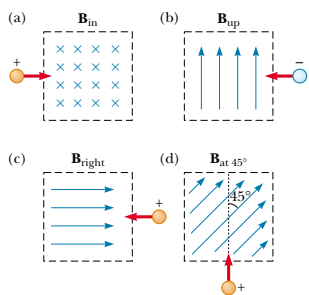 (a) B_in
+
(b) B_up
−
(c) B_right
+
(d) B_at 45°
45°
+